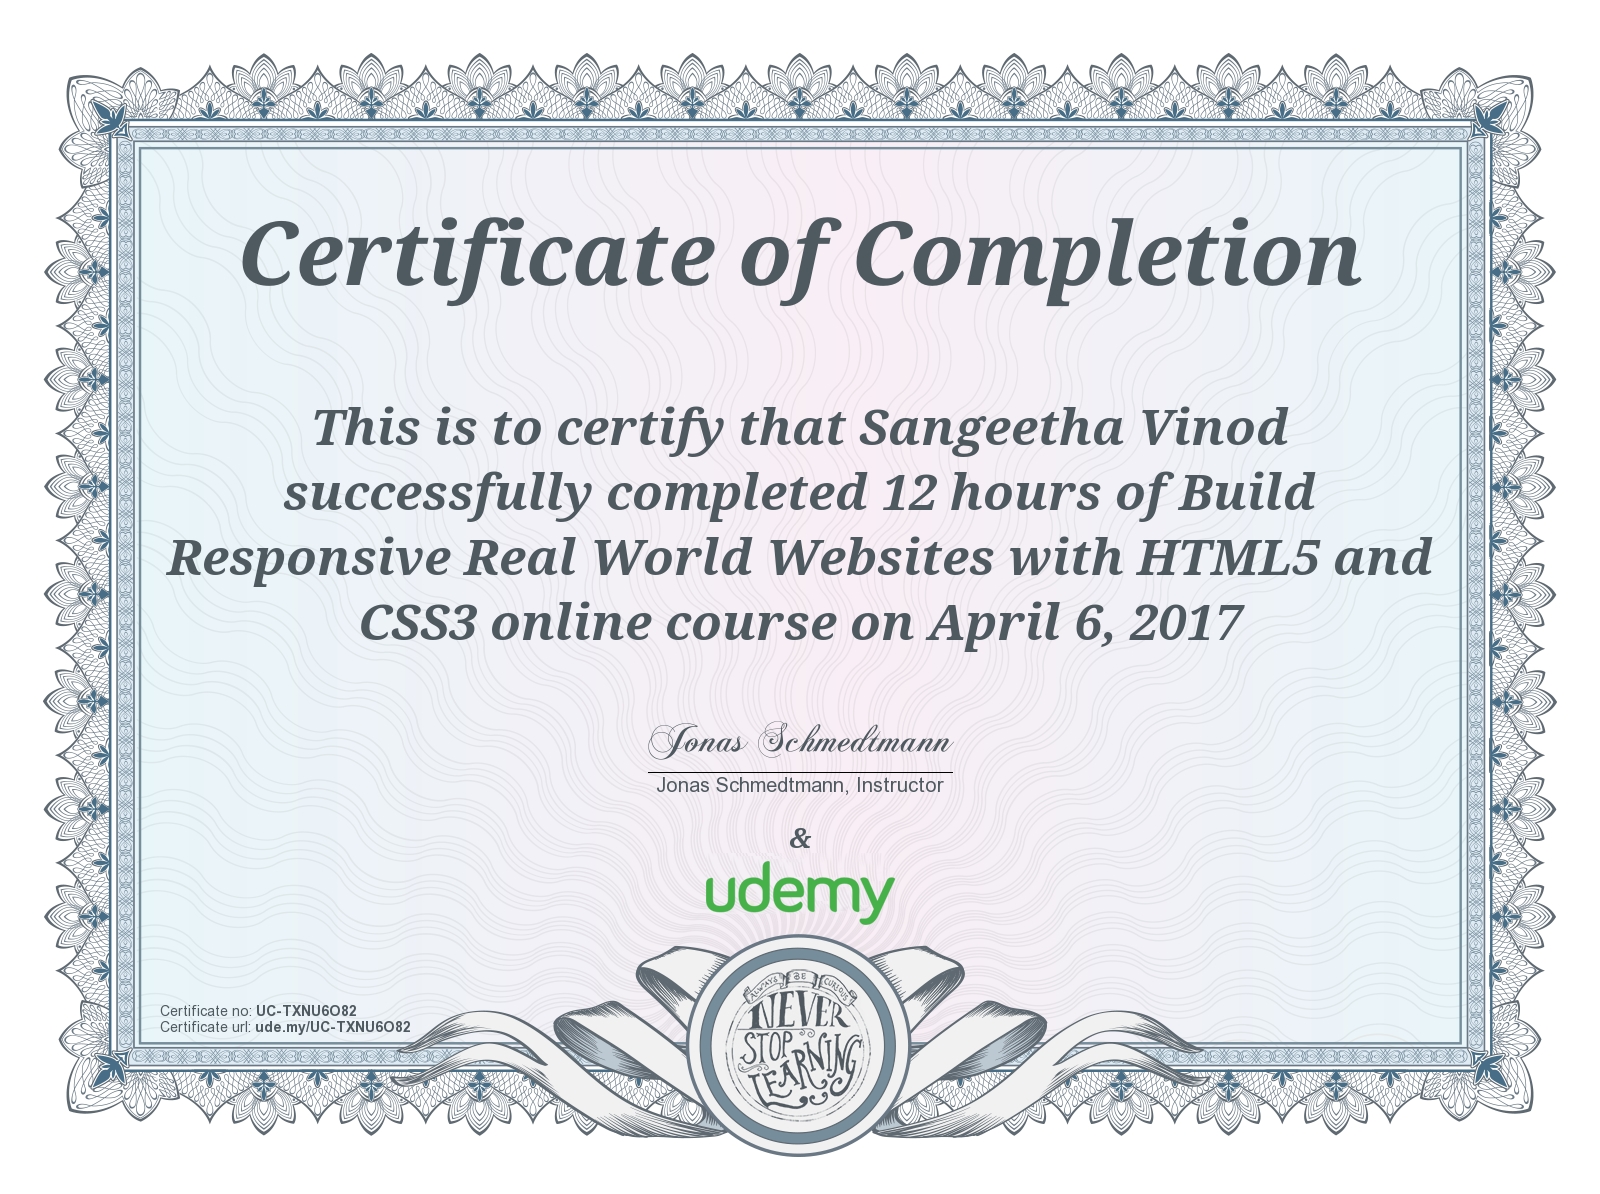 Certificate of Completion
This is to certify that Sangeetha Vinod
successfully completed 12 hours of Build
Responsive Real World Websites with HTML5 and
CSS3 online course on April 6, 2017
Jonas Schmedtmann
Jonas Schmedtmann, Instructor
&
udemy
Certificate no: UC-TXNU6O82
Certificate url: ude.my/UC-TXNU6O82
ALWAYS BE CURIOUS
NEVER
STOP
LEARNING